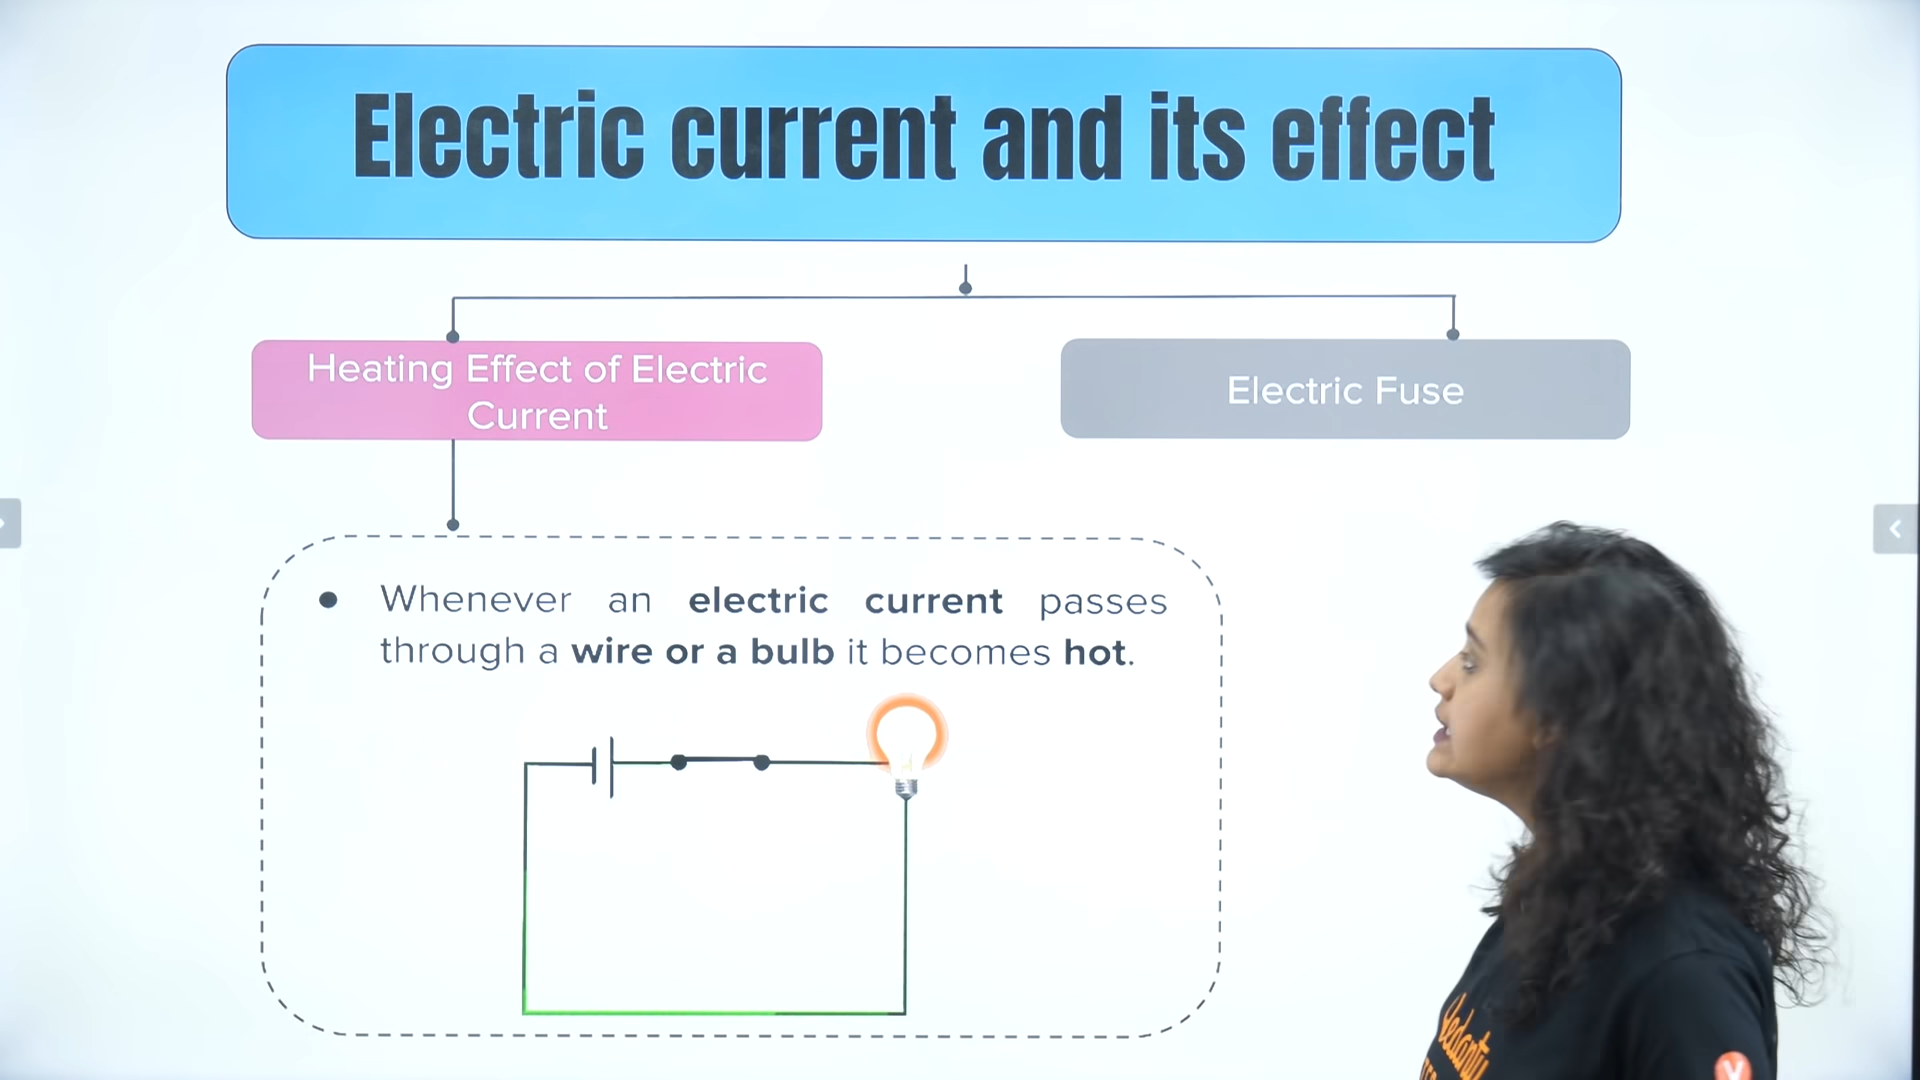 Electric current and its effect
Heating Effect of Electric
Current
Electric Fuse
Whenever an electric current passes
through a wire or a bulb it becomes hot.
Vedantu
V